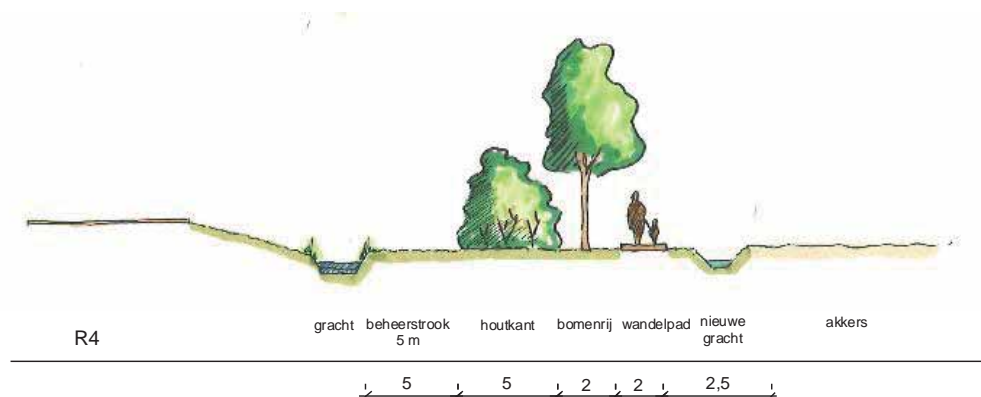 R4
gracht
beheerstrook
5 m
houtkant
bomenrij
wandelpad
nieuwe
gracht
akkers
5
5
2
2
2,5